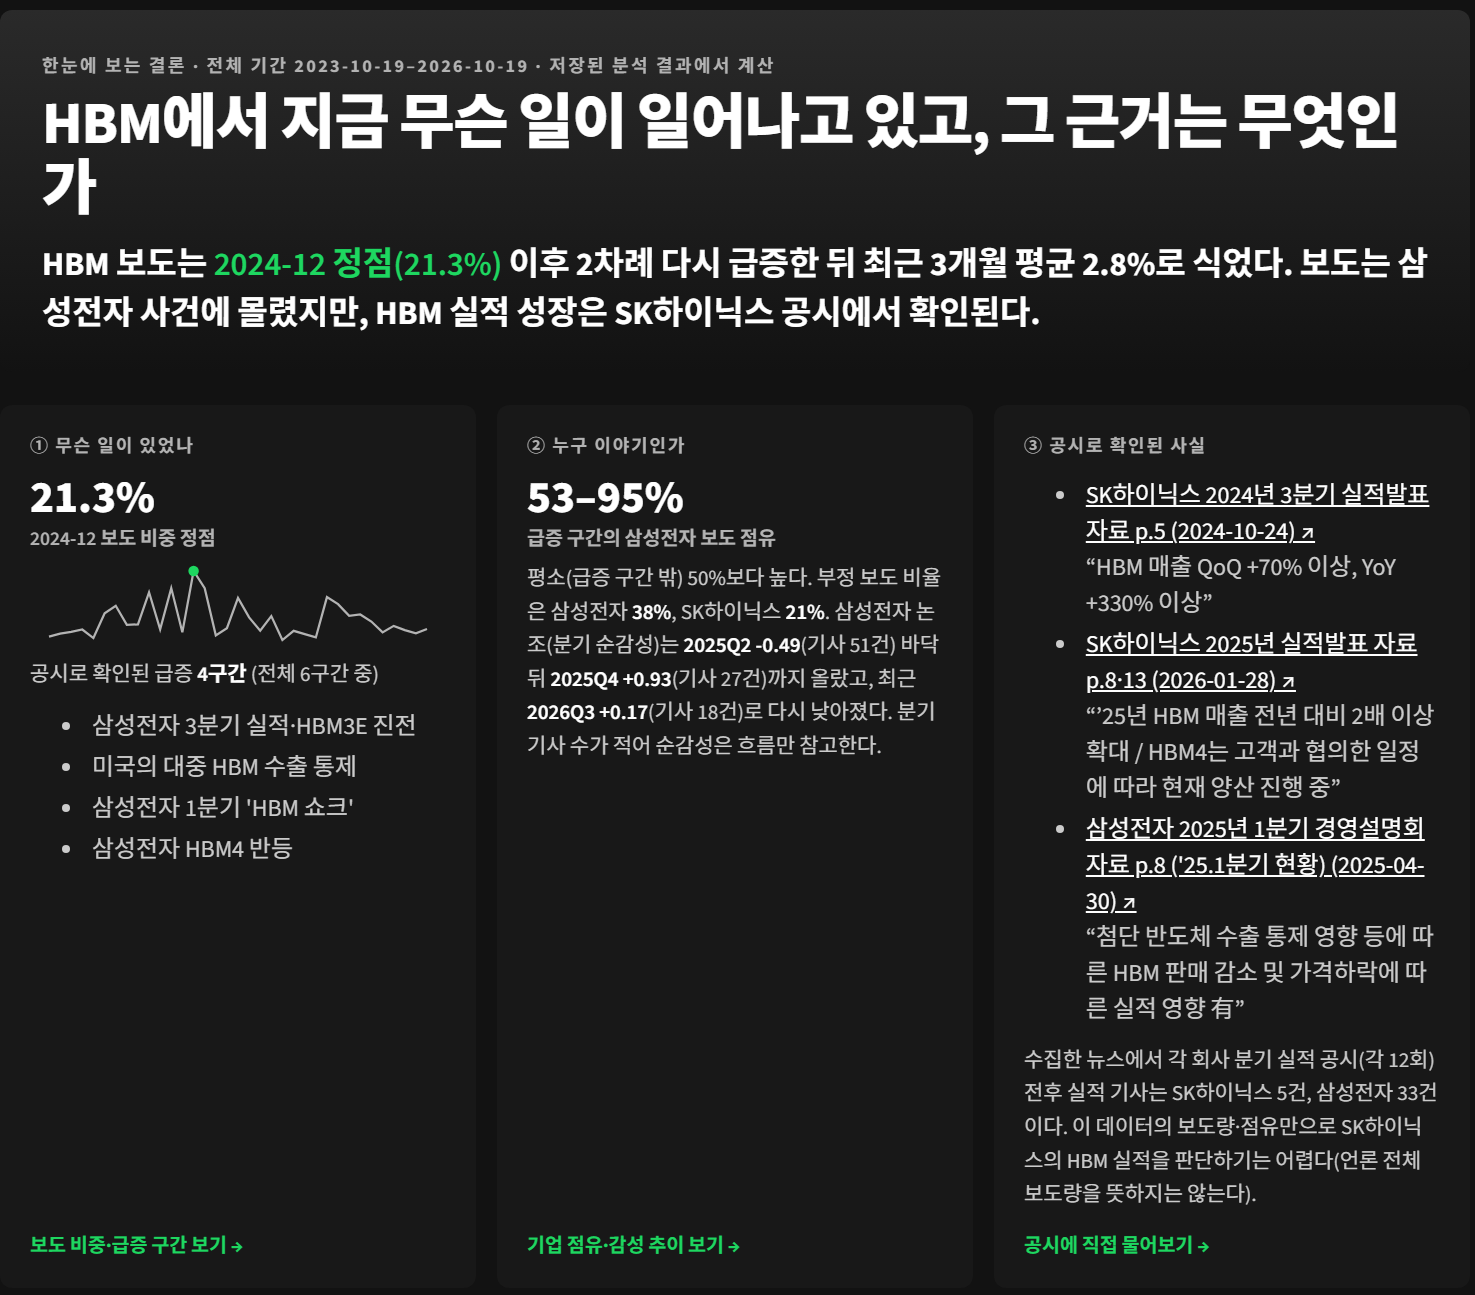 한눈에 보는 결론 · 전체 기간 2023-10-19–2026-10-19 · 저장된 분석 결과에서 계산
HBM에서 지금 무슨 일이 일어나고 있고, 그 근거는 무엇인
가
HBM 보도는 2024-12 정점(21.3%) 이후 2차례 다시 급증한 뒤 최근 3개월 평균 2.8%로 식었다. 보도는 삼
성전자 사건에 몰렸지만, HBM 실적 성장은 SK하이닉스 공시에서 확인된다.
① 무슨 일이 있었나
21.3%
2024-12 보도 비중 정점
공시로 확인된 급증 4구간 (전체 6구간 중)
• 삼성전자 3분기 실적·HBM3E 진전
• 미국의 대중 HBM 수출 통제
• 삼성전자 1분기 'HBM 쇼크'
• 삼성전자 HBM4 반등
보도 비중·급증 구간 보기 →
② 누구 이야기인가
53–95%
급증 구간의 삼성전자 보도 점유
평소(급증 구간 밖) 50%보다 높다. 부정 보도 비율
은 삼성전자 38%, SK하이닉스 21%. 삼성전자 논
조(분기 순감성)는 2025Q2 -0.49(기사 51건) 바닥
뒤 2025Q4 +0.93(기사 27건)까지 올랐고, 최근
2026Q3 +0.17(기사 18건)로 다시 낮아졌다. 분기
기사 수가 적어 순감성은 흐름만 참고한다.
기업 점유·감성 추이 보기 →
③ 공시로 확인된 사실
• SK하이닉스 2024년 3분기 실적발표
자료 p.5 (2024-10-24) ↗
“HBM 매출 QoQ +70% 이상, YoY
+330% 이상”
• SK하이닉스 2025년 실적발표 자료
p.8·13 (2026-01-28) ↗
“’25년 HBM 매출 전년 대비 2배 이상
확대 / HBM4는 고객과 협의한 일정
에 따라 현재 양산 진행 중”
• 삼성전자 2025년 1분기 경영설명회
자료 p.8 ('25.1분기 현황) (2025-04-
30) ↗
“첨단 반도체 수출 통제 영향 등에 따
른 HBM 판매 감소 및 가격하락에 따
른 실적 영향 有”
수집한 뉴스에서 각 회사 분기 실적 공시(각 12회)
전후 실적 기사는 SK하이닉스 5건, 삼성전자 33건
이다. 이 데이터의 보도량·점유만으로 SK하이닉
스의 HBM 실적을 판단하기는 어렵다(언론 전체
보도량을 뜻하지는 않는다).
공시에 직접 물어보기 →